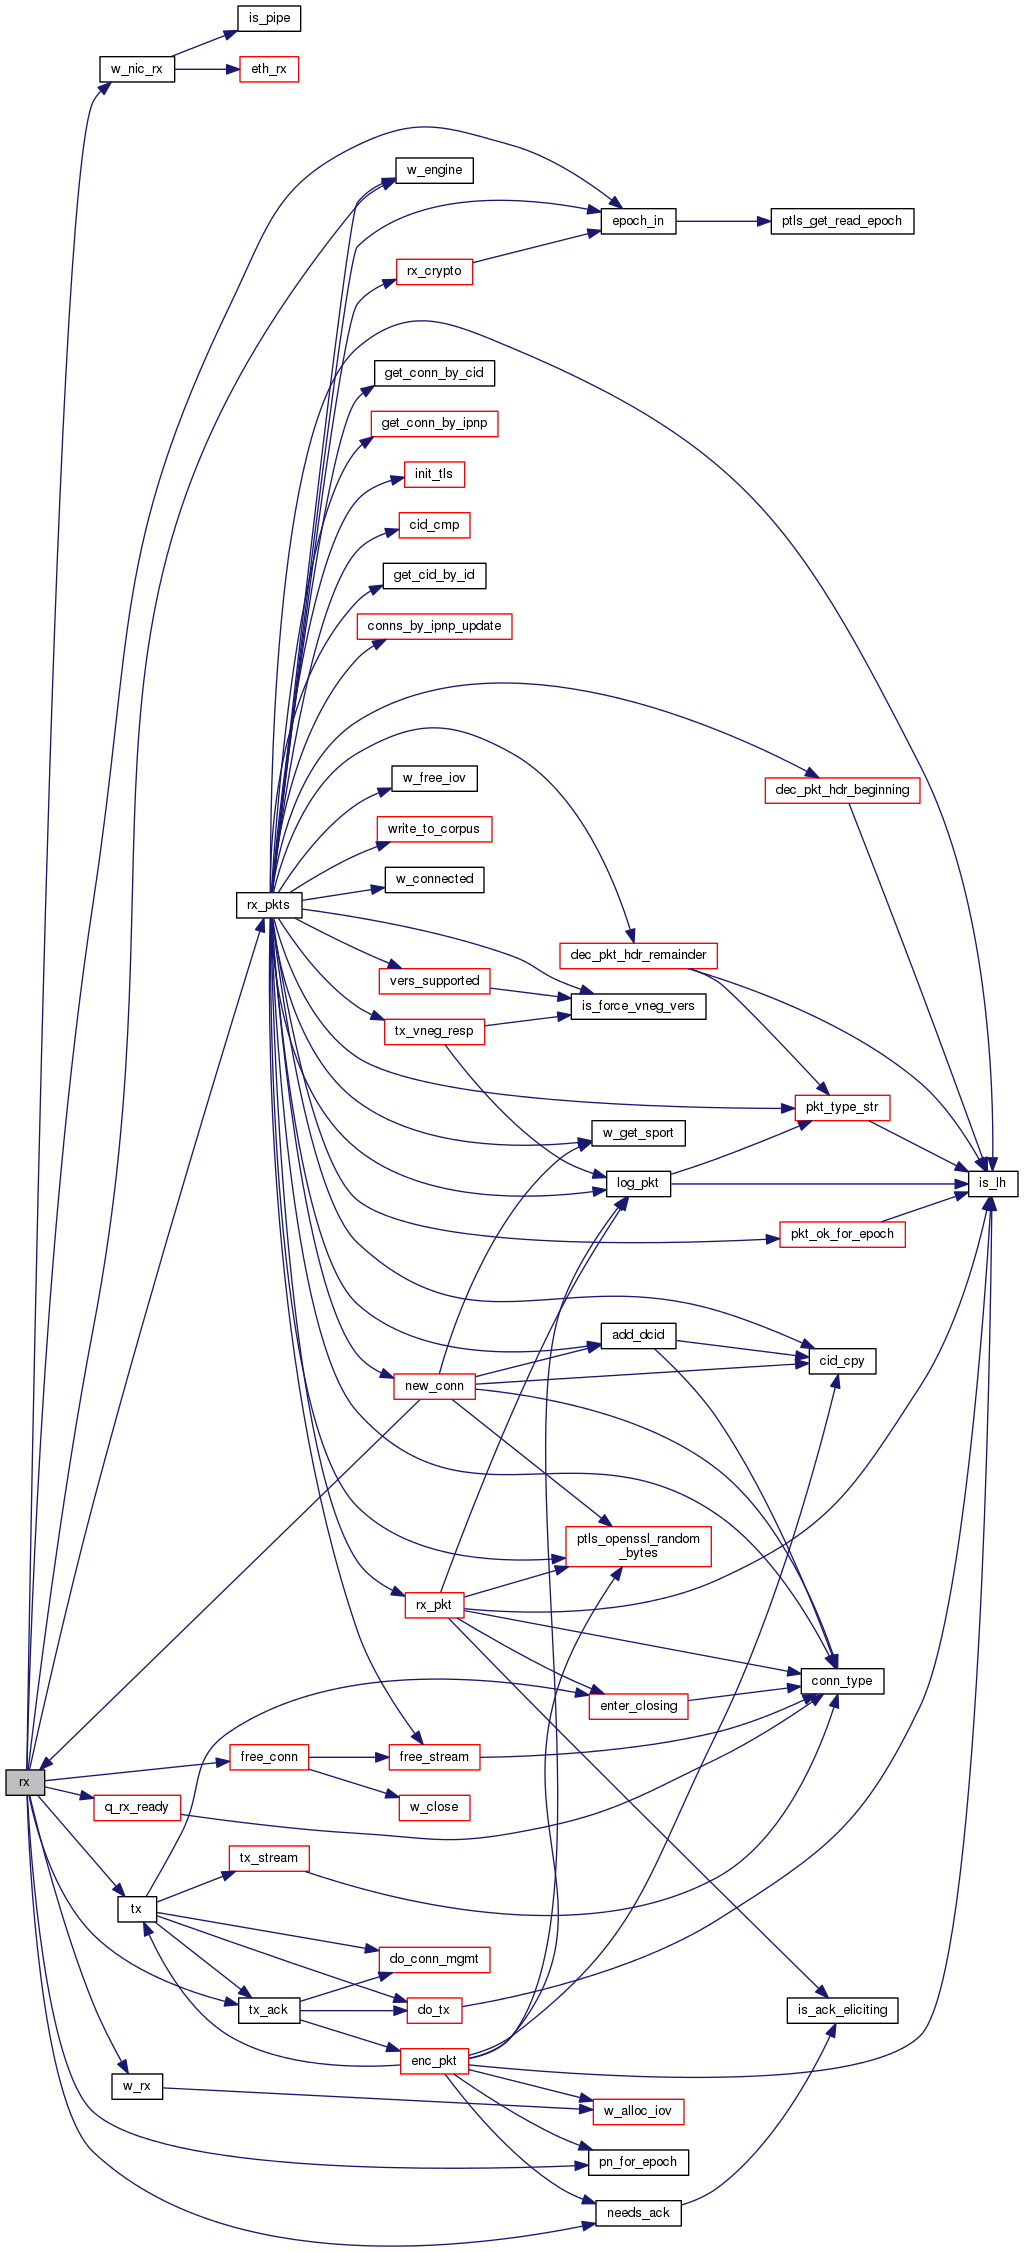 is_pipe
w_nic_rx
eth_rx
w_engine
epoch_in
ptls_get_read_epoch
rx_crypto
get_conn_by_cid
get_conn_by_ipnp
init_tls
cid_cmp
get_cid_by_id
conns_by_ipnp_update
w_free_iov
dec_pkt_hdr_beginning
write_to_corpus
w_connected
rx_pkts
dec_pkt_hdr_remainder
vers_supported
is_force_vneg_vers
tx_vneg_resp
pkt_type_str
w_get_sport
log_pkt
is_lh
pkt_ok_for_epoch
add_dcid
cid_cpy
new_conn
ptls_openssl_random
_bytes
rx_pkt
conn_type
enter_closing
free_conn
free_stream
rx
q_rx_ready
w_close
tx_stream
tx
do_conn_mgmt
tx_ack
do_tx
is_ack_eliciting
enc_pkt
w_rx
w_alloc_iov
pn_for_epoch
needs_ack